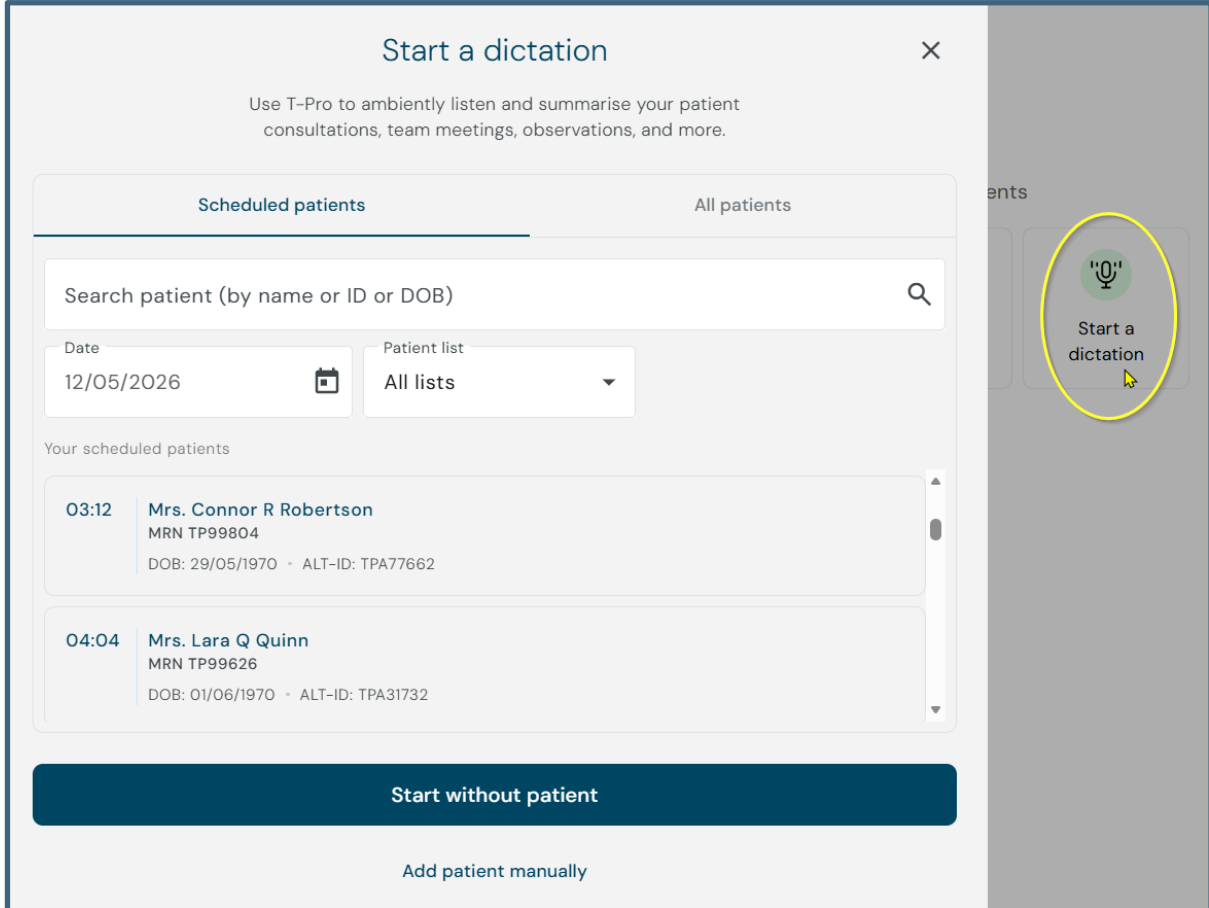 Start a dictation
Use T-Pro to ambiently listen and summarise your patient
consultations, team meetings, observations, and more.
Scheduled patients
All patients
Search patient (by name or ID or DOB)
Date
12/05/2026
Patient list
All lists
Your scheduled patients
03:12
Mrs. Connor R Robertson
MRN TP99804
DOB: 29/05/1970 • ALT-ID: TPA77662
04:04
Mrs. Lara Q Quinn
MRN TP99626
DOB: 01/06/1970 • ALT-ID: TPA31732
Start without patient
Add patient manually
ents
Start a
dictation